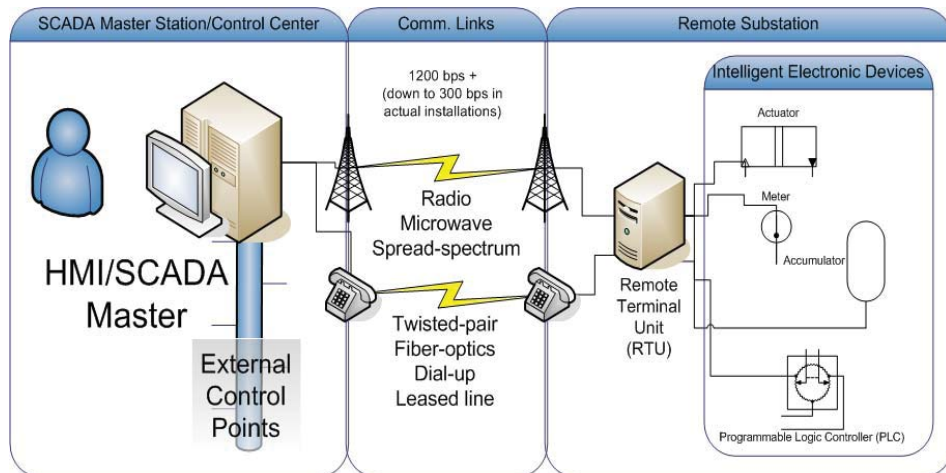 SCADA Master Station/Control Center
HMI/SCADA
Master
External
Control
Points
Comm. Links
1200 bps +
(down to 300 bps in
actual installations)
Radio
Microwave
Spread-spectrum
Twisted-pair
Fiber-optics
Dial-up
Leased line
Remote Substation
Remote
Terminal
Unit
(RTU)
Intelligent Electronic Devices
Actuator
Meter
Accumulator
Programmable Logic Controller (PLC)